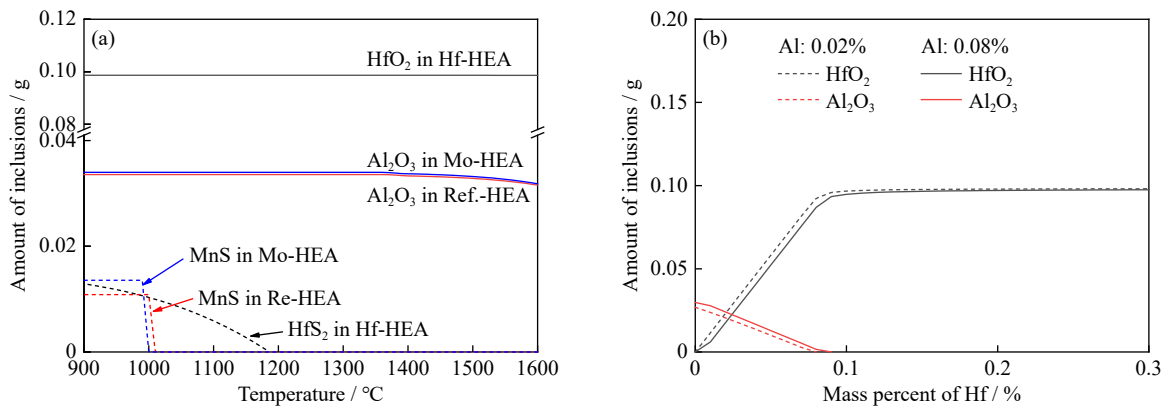 (a)
0.12
0.10
0.08
0.04
0.02
0
Amount of inclusions / g
HfO₂ in Hf-HEA
Al₂O₃ in Mo-HEA
Al₂O₃ in Ref.-HEA
MnS in Mo-HEA
MnS in Re-HEA
HfS₂ in Hf-HEA
900 1000 1100 1200 1300 1400 1500 1600
Temperature / °C
(b)
0.20
0.15
0.10
0.05
0
Amount of inclusions / g
Al: 0.02% Al: 0.08%
HfO₂ HfO₂
Al₂O₃ Al₂O₃
0 0.1 0.2 0.3
Mass percent of Hf / %